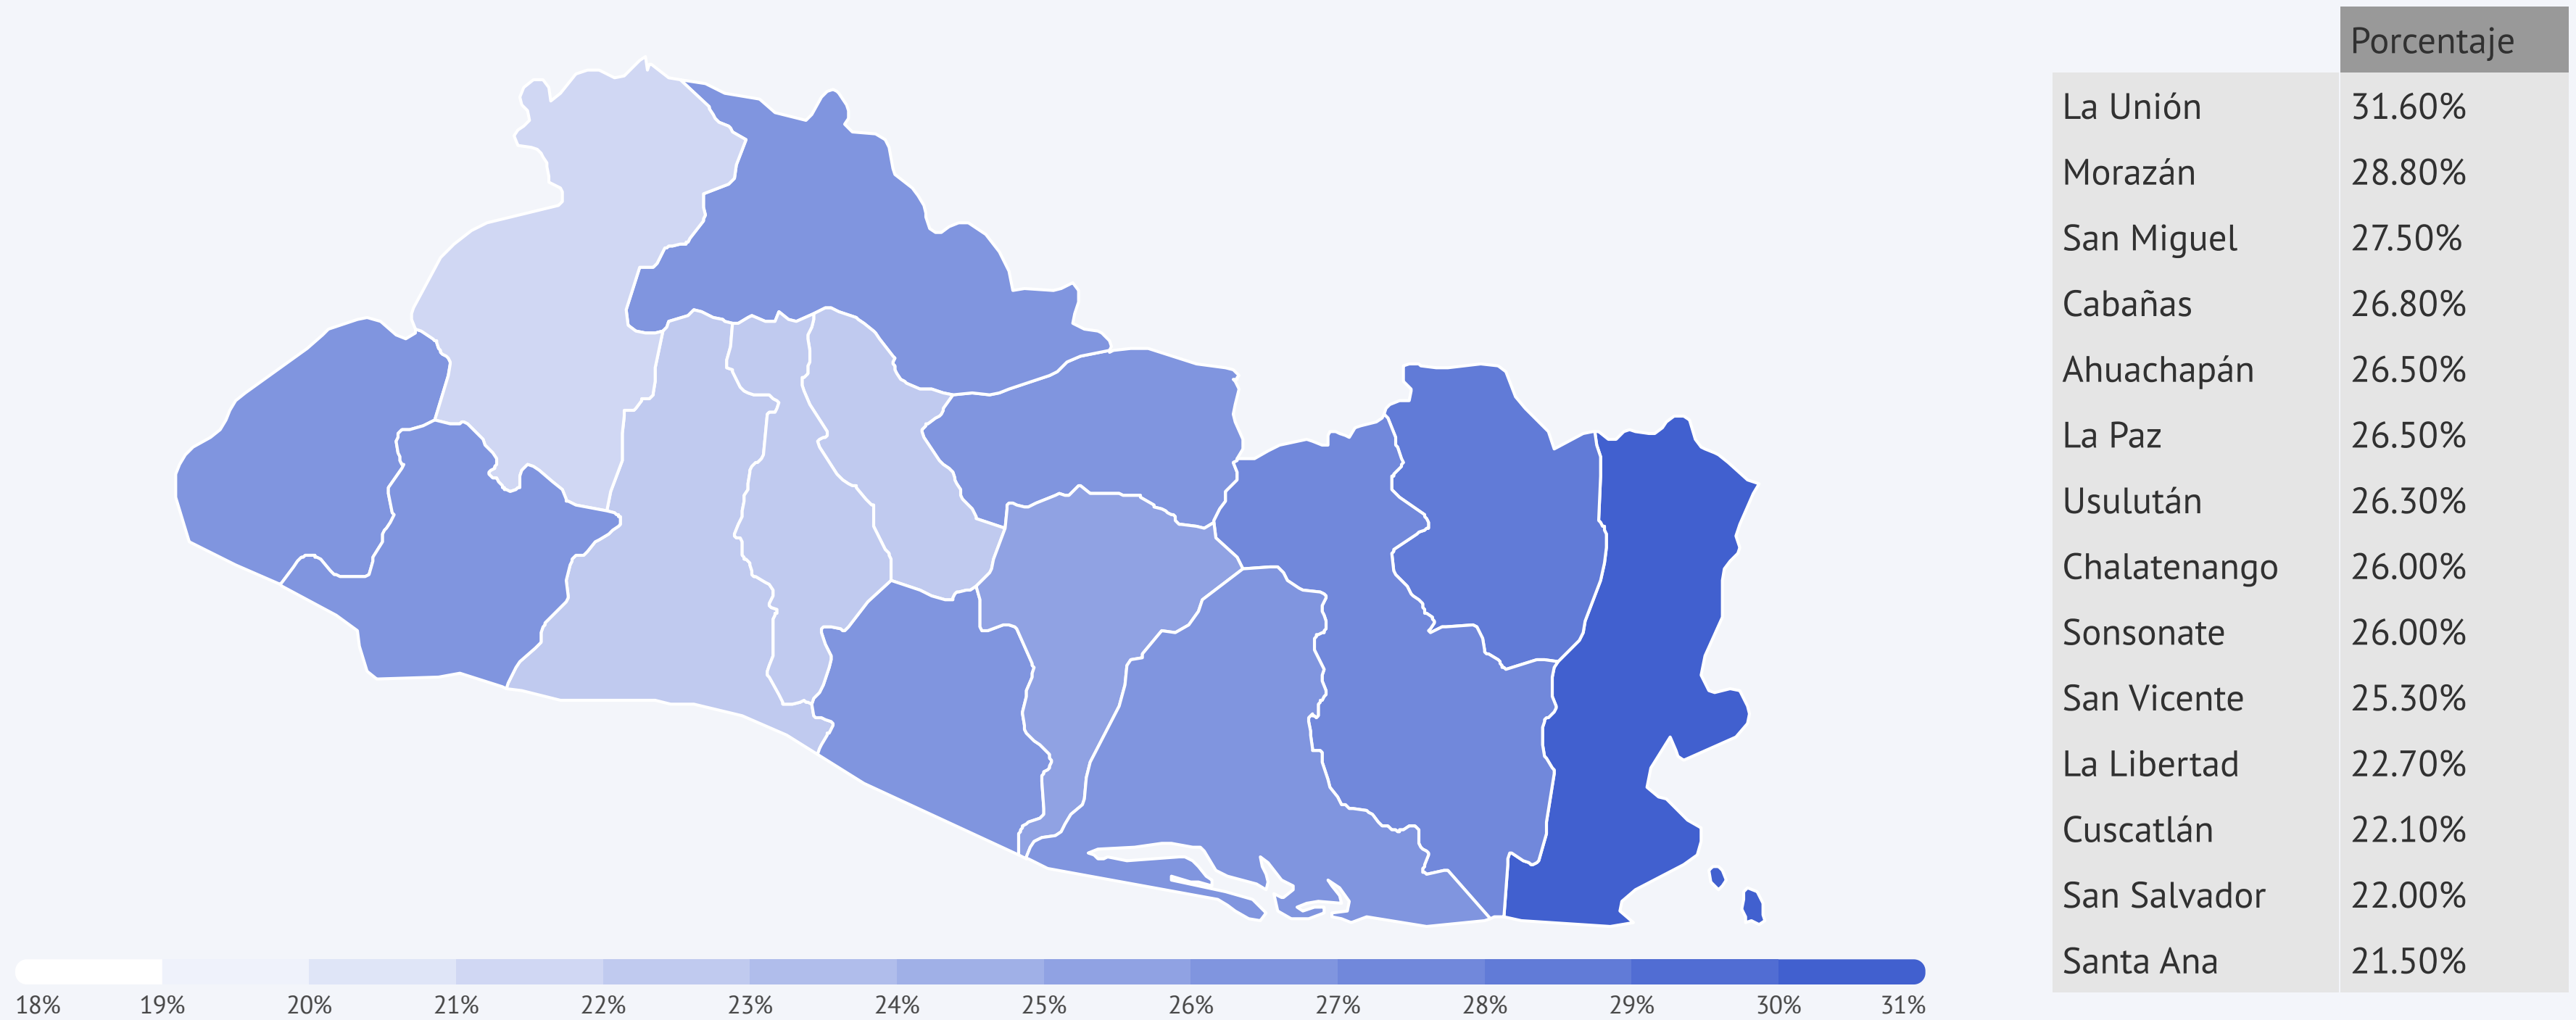 Porcentaje
La Unión 31.60%
Morazán 28.80%
San Miguel 27.50%
Cabañas 26.80%
Ahuachapán 26.50%
La Paz 26.50%
Usulután 26.30%
Chalatenango 26.00%
Sonsonate 26.00%
San Vicente 25.30%
La Libertad 22.70%
Cuscatlán 22.10%
San Salvador 22.00%
Santa Ana 21.50%
18% 19% 20% 21% 22% 23% 24% 25% 26% 27% 28% 29% 30% 31%